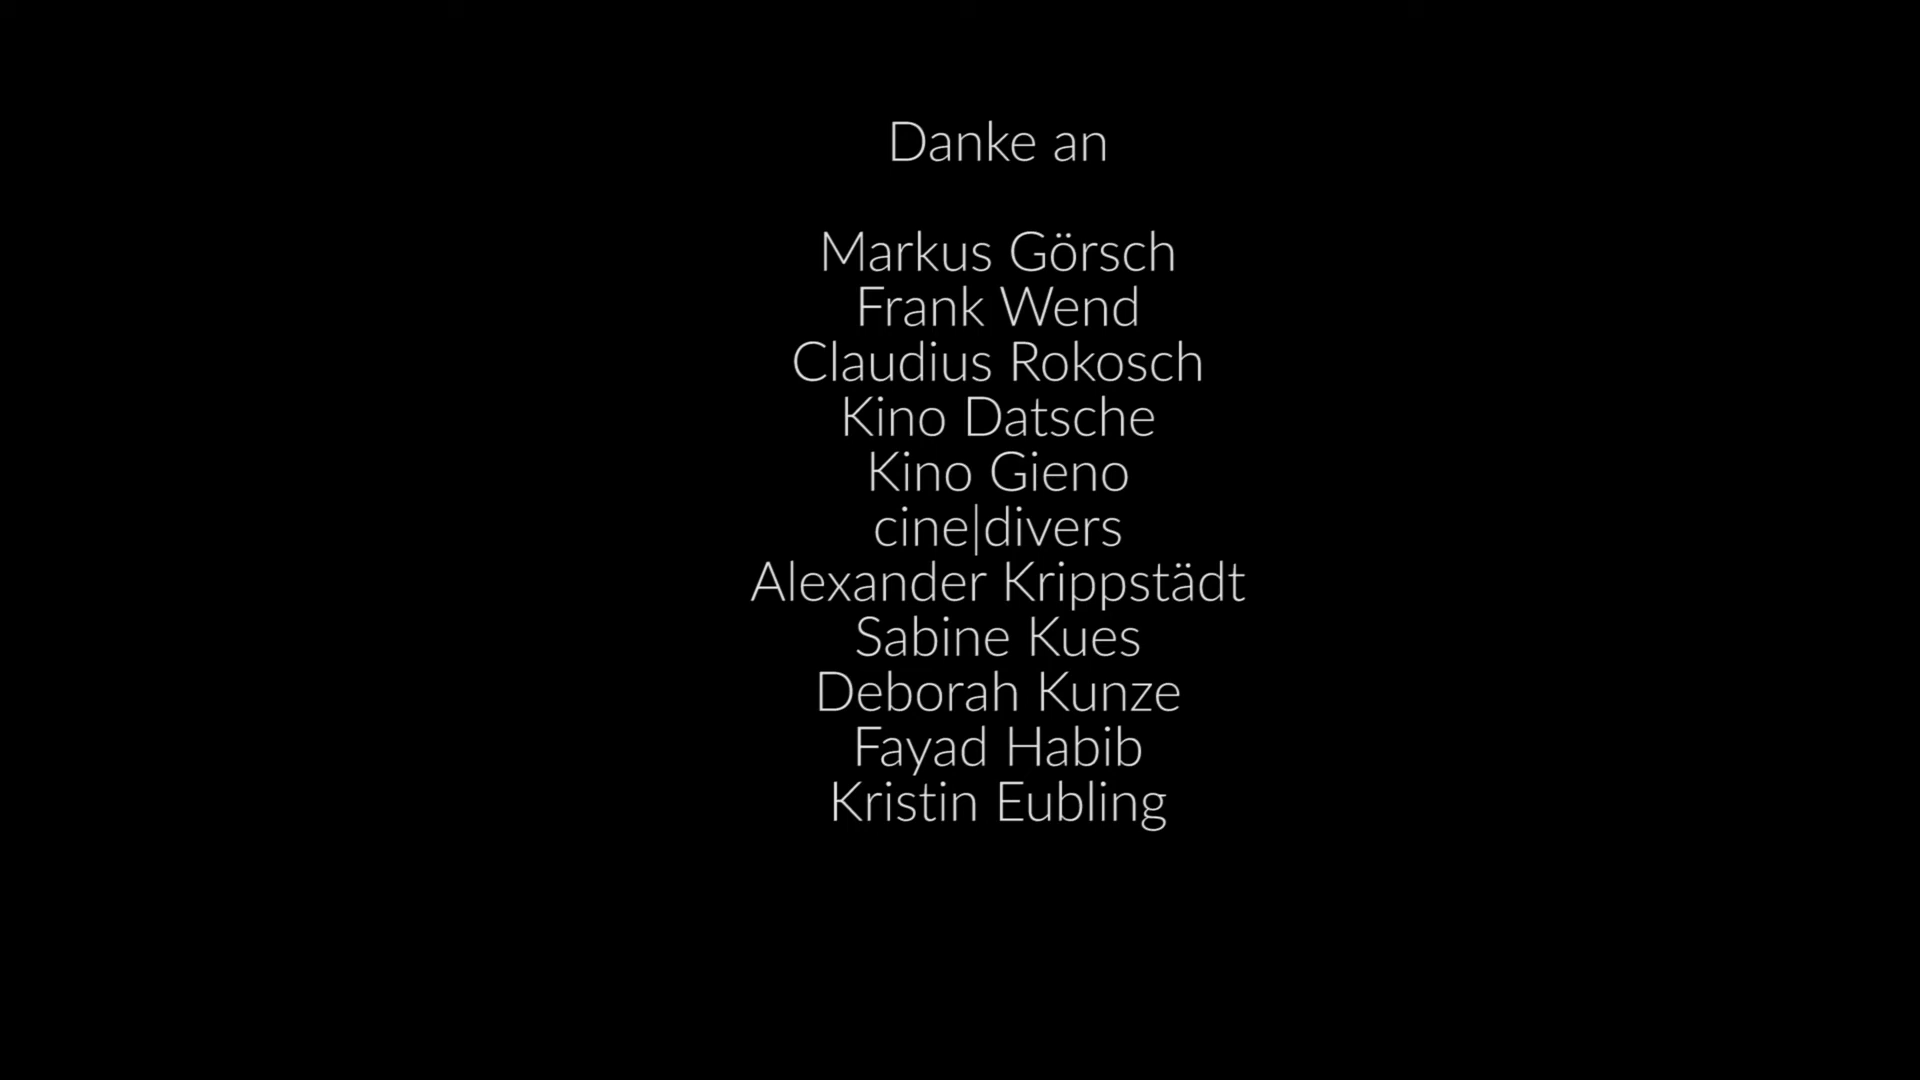 Danke an
Markus Görsch
Frank Wend
Claudius Rokosch
Kino Datsche
Kino Gieno
cine|divers
Alexander Krippstädt
Sabine Kues
Deborah Kunze
Fayad Habib
Kristin Eubling